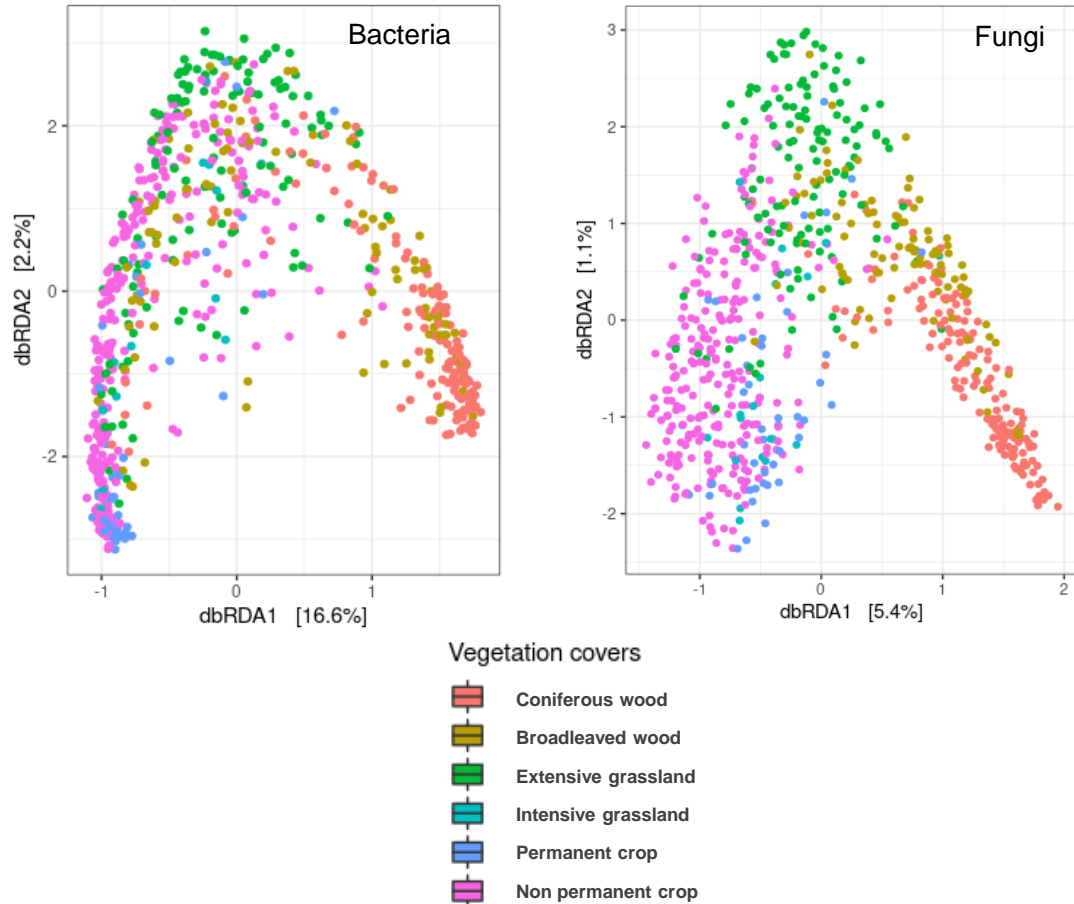 Bacteria
2
0
-2
dbRDA2 [2.2%]
-1
0
1
dbRDA1 [16.6%]
Fungi
3
2
1
0
-1
-2
dbRDA2 [1.1%]
-1
0
1
2
dbRDA1 [5.4%]
Vegetation covers
Coniferous wood
Broadleaved wood
Extensive grassland
Intensive grassland
Permanent crop
Non permanent crop